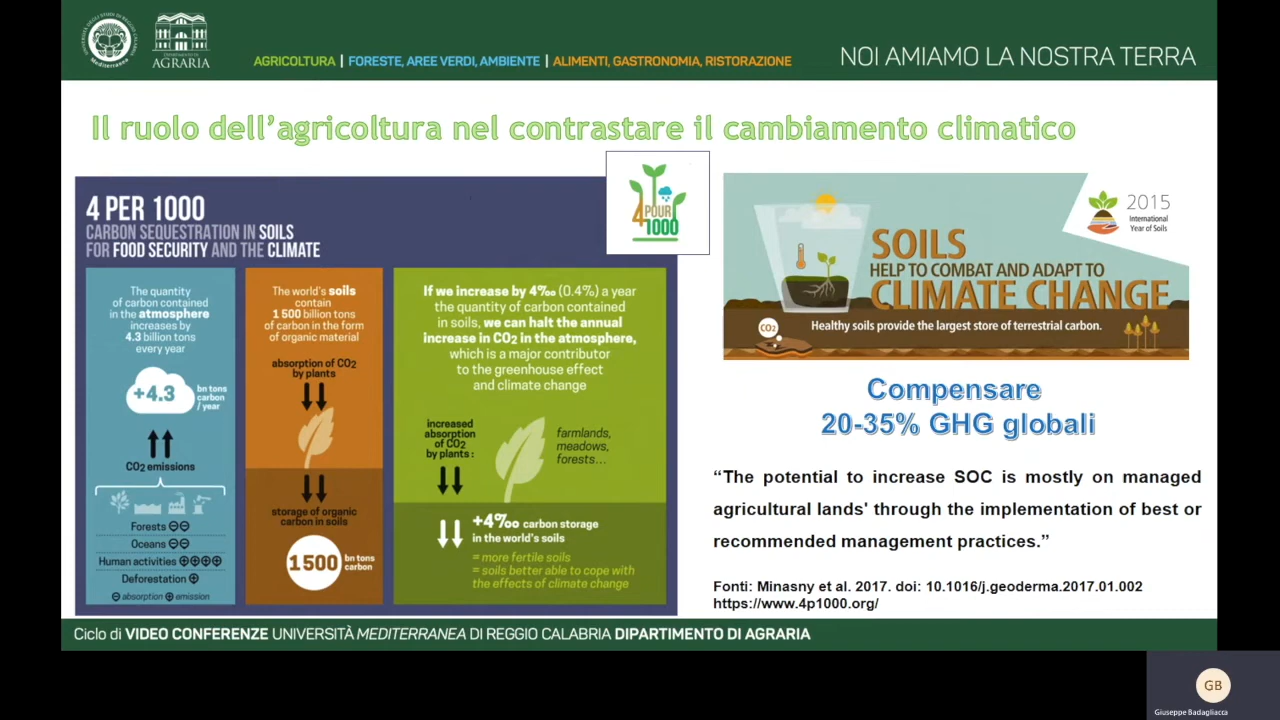 UNIVERSITÀ DEGLI STUDI DI REGGIO CALABRIA
Mediterranea
DIPARTIMENTO DI
AGRARIA
AGRICOLTURA | FORESTE, AREE VERDI, AMBIENTE | ALIMENTI, GASTRONOMIA, RISTORAZIONE
NOI AMIAMO LA NOSTRA TERRA
Il ruolo dell'agricoltura nel contrastare il cambiamento climatico
4 PER 1000
CARBON SEQUESTRATION IN SOILS
FOR FOOD SECURITY AND THE CLIMATE
4 POUR
1000
The quantity
of carbon contained
in the atmosphere
increases by
4.3 billion tons
every year
+4.3
bn tons
carbon
/ year
CO2 emissions
Forests
Oceans
Human activities
Deforestation
absorption emission
The world's soils
contain
1 500 billion tons
of carbon in the form
of organic material
absorption of CO2
by plants
storage of organic
carbon in soils
1500
bn tons
carbon
If we increase by 4‰ (0.4%) a year
the quantity of carbon contained
in soils, we can halt the annual
increase in CO2 in the atmosphere,
which is a major contributor
to the greenhouse effect
and climate change
increased
absorption
of CO2
by plants :
farmlands,
meadows,
forests...
+4‰ carbon storage
in the world's soils
= more fertile soils
= soils better able to cope with
the effects of climate change
2015
International
Year of Soils
SOILS
HELP TO COMBAT AND ADAPT TO
CLIMATE CHANGE
CO2
Healthy soils provide the largest store of terrestrial carbon.
Compensare
20-35% GHG globali
“The potential to increase SOC is mostly on managed
agricultural lands' through the implementation of best or
recommended management practices.”
Fonti: Minasny et al. 2017. doi: 10.1016/j.geoderma.2017.01.002
https://www.4p1000.org/
Ciclo di VIDEO CONFERENZE UNIVERSITÀ MEDITERRANEA DI REGGIO CALABRIA DIPARTIMENTO DI AGRARIA
GB
Giuseppe Badagliacca